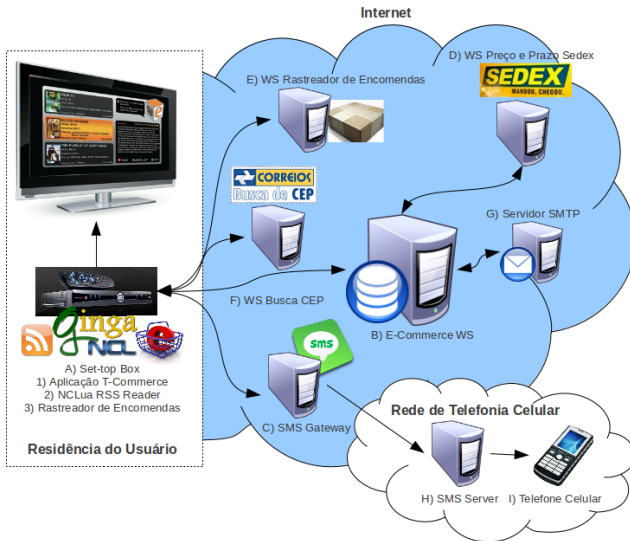 Internet
D) WS Preço e Prazo Sedex
SEDEX
MANDOU, CHEGOU.
E) WS Rastreador de Encomendas
CORREIOS
Busca de CEP
G) Servidor SMTP
F) WS Busca CEP
B) E-Commerce WS
sms
ginga
NCL
A) Set-top Box
1) Aplicação T-Commerce
2) NCLua RSS Reader
3) Rastreador de Encomendas
Residência do Usuário
C) SMS Gateway
Rede de Telefonia Celular
H) SMS Server
I) Telefone Celular